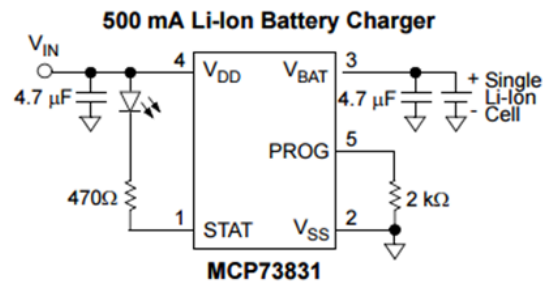 500 mA Li-Ion Battery Charger
VIN
4 VDD VBAT 3
4.7 μF 4.7 μF + Single
Li-Ion
- Cell
PROG 5
470Ω 2 kΩ
1 STAT VSS 2
MCP73831